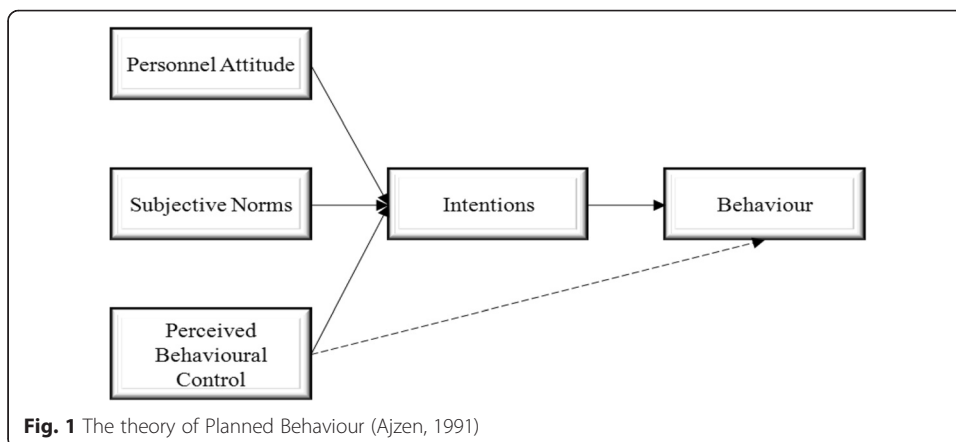 Personnel Attitude
Subjective Norms
Intentions
Behaviour
Perceived
Behavioural
Control
Fig. 1 The theory of Planned Behaviour (Ajzen, 1991)